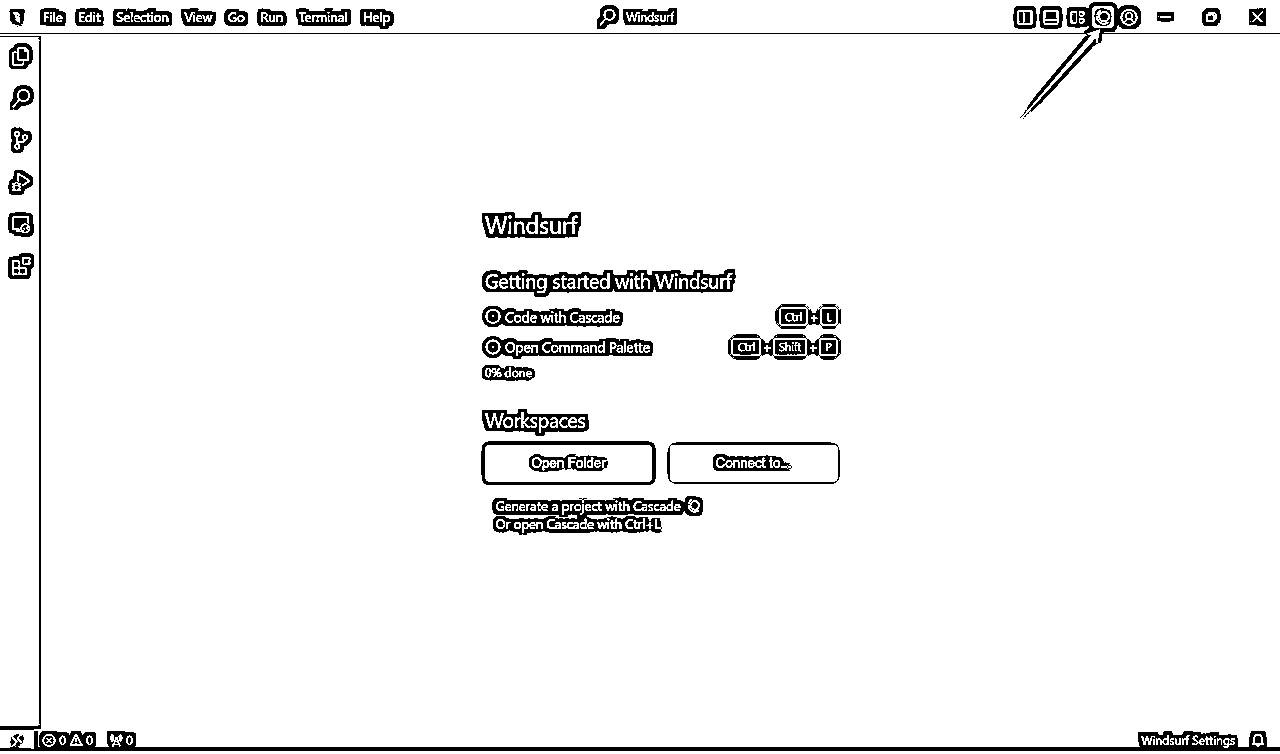 File Edit Selection View Go Run Terminal Help Windsurf
Windsurf
Getting started with Windsurf
Code with Cascade Ctrl + L
Open Command Palette Ctrl + Shift + P
0% done
Workspaces
Open Folder Connect to...
Generate a project with Cascade
Or open Cascade with Ctrl+L
0 0 0 Windsurf Settings